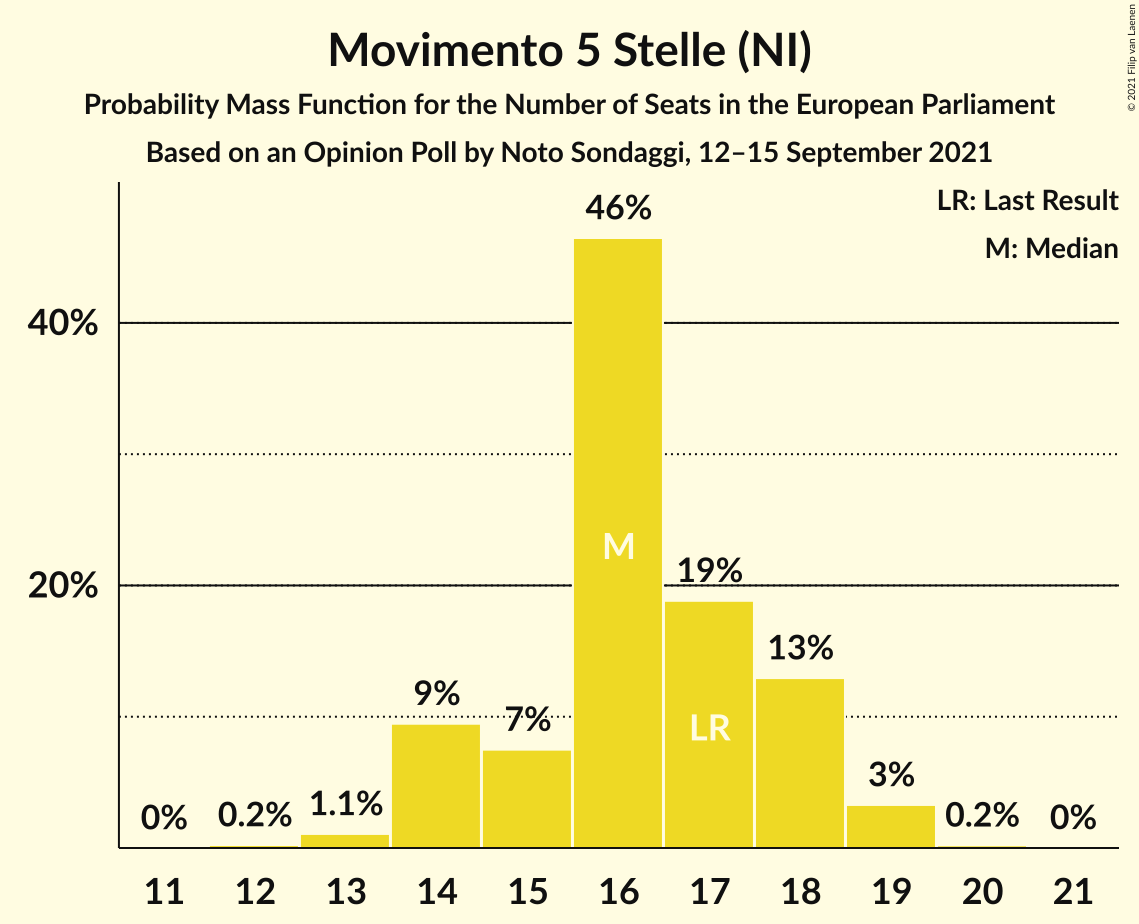 Movimento 5 Stelle (NI)
Probability Mass Function for the Number of Seats in the European Parliament
Based on an Opinion Poll by Noto Sondaggi, 12–15 September 2021
© 2021 Filip van Laenen
LR: Last Result
M: Median
46%
40%
M
19%
20%
13%
9%
7%
LR
3%
1.1%
0% 0.2% 0.2% 0%
11 12 13 14 15 16 17 18 19 20 21